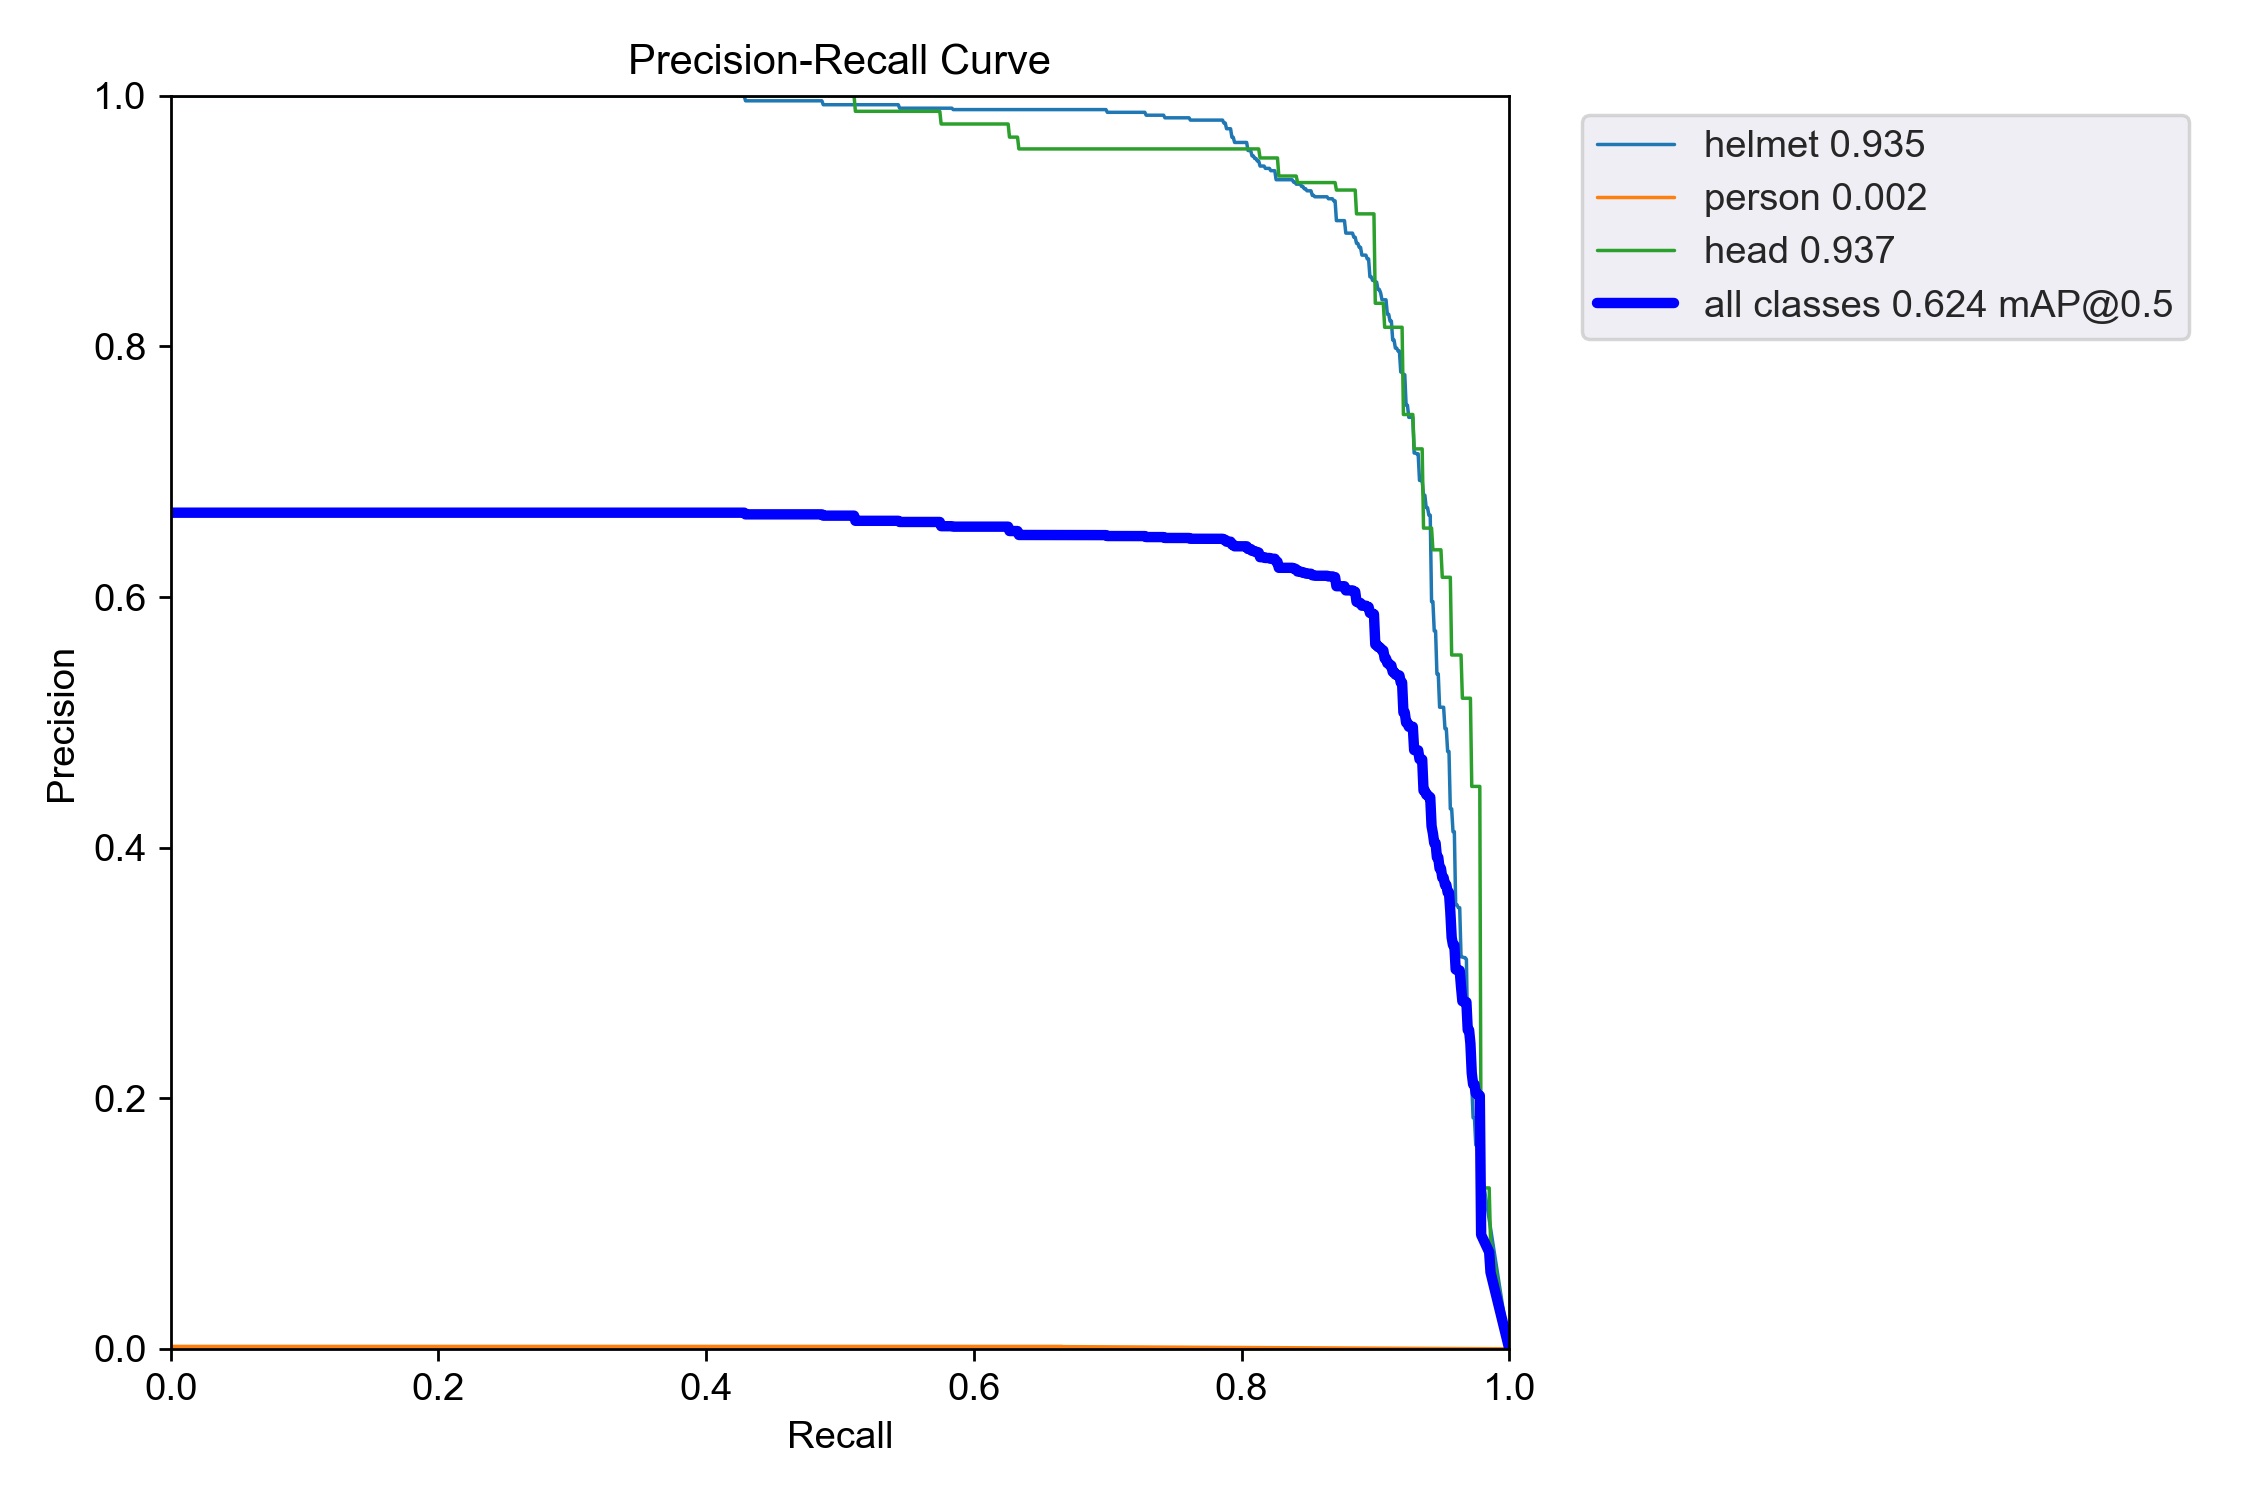 Precision-Recall Curve
helmet 0.935
person 0.002
head 0.937
all classes 0.624 mAP@0.5
Precision
1.0
0.8
0.6
0.4
0.2
0.0
0.0 0.2 0.4 0.6 0.8 1.0
Recall